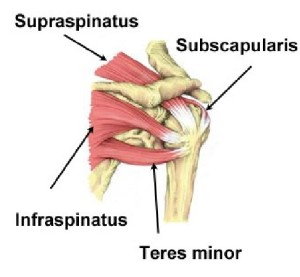 Supraspinatus
Subscapularis
Infraspinatus
Teres minor